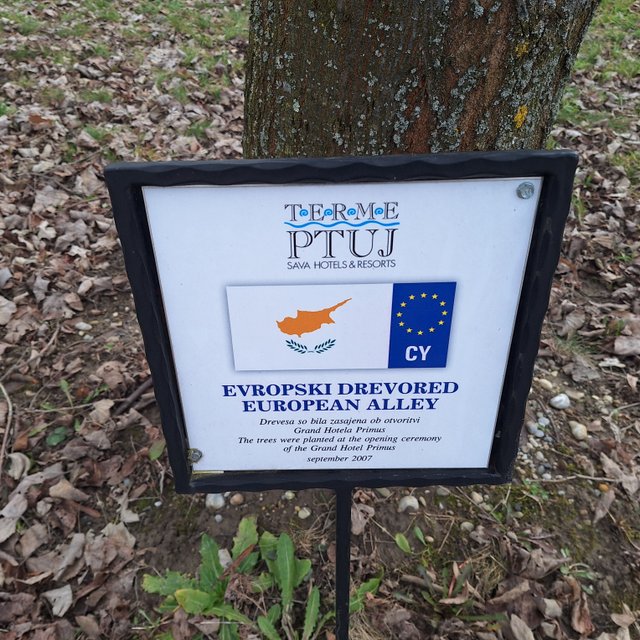 TERME
PTUJ
SAVA HOTELS & RESORTS
CY
EVROPSKI DREVORED
EUROPEAN ALLEY
Drevesa so bila zasajena ob otvoritvi
Grand Hotela Primus
The trees were planted at the opening ceremony
of the Grand Hotel Primus
september 2007